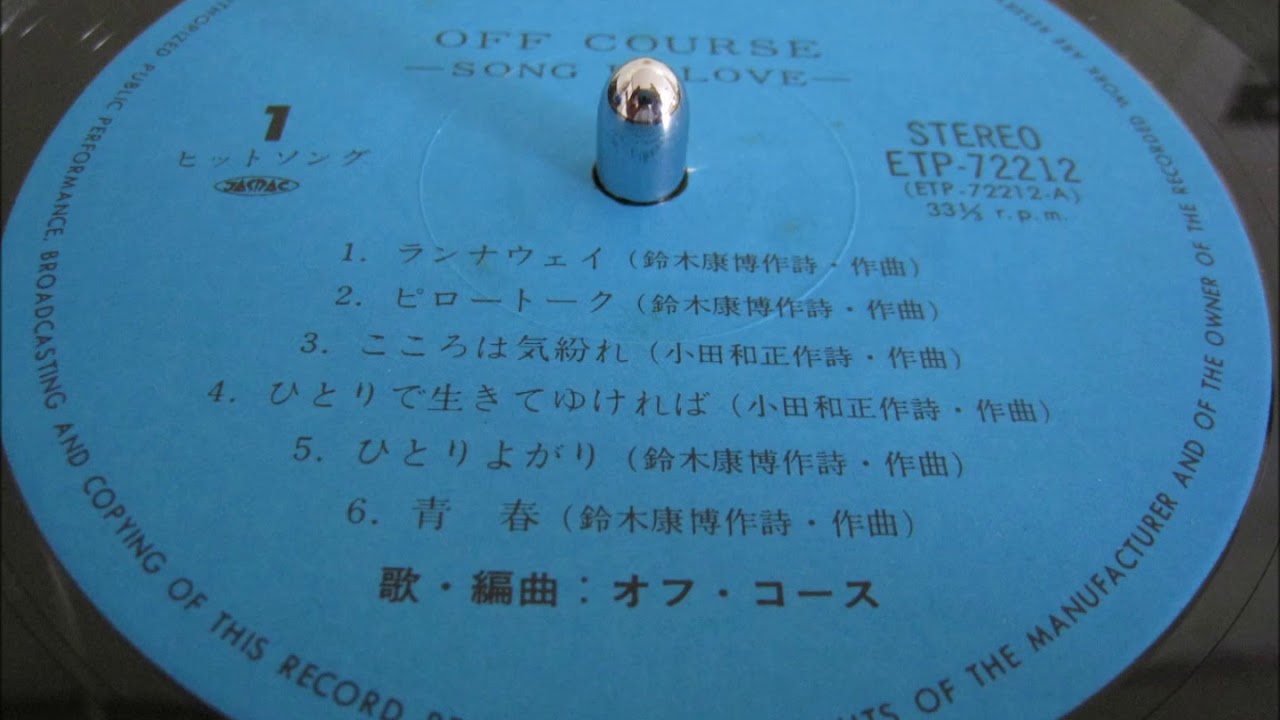 OFF COURSE
—SONG LOVE—
1
ヒットソング
JASRAC
STEREO
ETP-72212
(ETP-72212-A)
33⅓ r.p.m.
1. ランナウェイ (鈴木康博作詩・作曲)
2. ピロートーク (鈴木康博作詩・作曲)
3. こころは気紛れ (小田和正作詩・作曲)
4. ひとりで生きてゆければ (小田和正作詩・作曲)
5. ひとりよがり (鈴木康博作詩・作曲)
6. 青 春 (鈴木康博作詩・作曲)
歌・編曲：オフ・コース
PUBLIC PERFORMANCE, BROADCASTING AND COPYING OF THIS RECORD
OF THE MANUFACTURER AND OF THE OWNER OF THE RECORDED WORK ARE